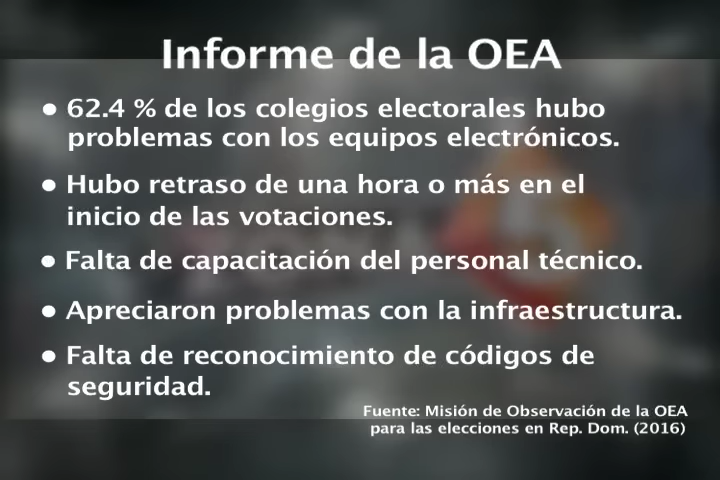 Informe de la OEA
• 62.4 % de los colegios electorales hubo
problemas con los equipos electrónicos.
• Hubo retraso de una hora o más en el
inicio de las votaciones.
• Falta de capacitación del personal técnico.
• Apreciaron problemas con la infraestructura.
• Falta de reconocimiento de códigos de
seguridad.
Fuente: Misión de Observación de la OEA
para las elecciones en Rep. Dom. (2016)